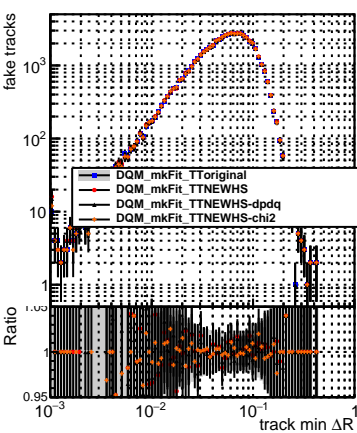 fake tracks
10³
10²
10
1
DQM_mkFit_TToriginal
DQM_mkFit_TTNEWHS
DQM_mkFit_TTNEWHS-dpdq
DQM_mkFit_TTNEWHS-chi2
Ratio
1.05
1.0
0.95
10⁻³ 10⁻² 10⁻¹ 1
track min ΔR